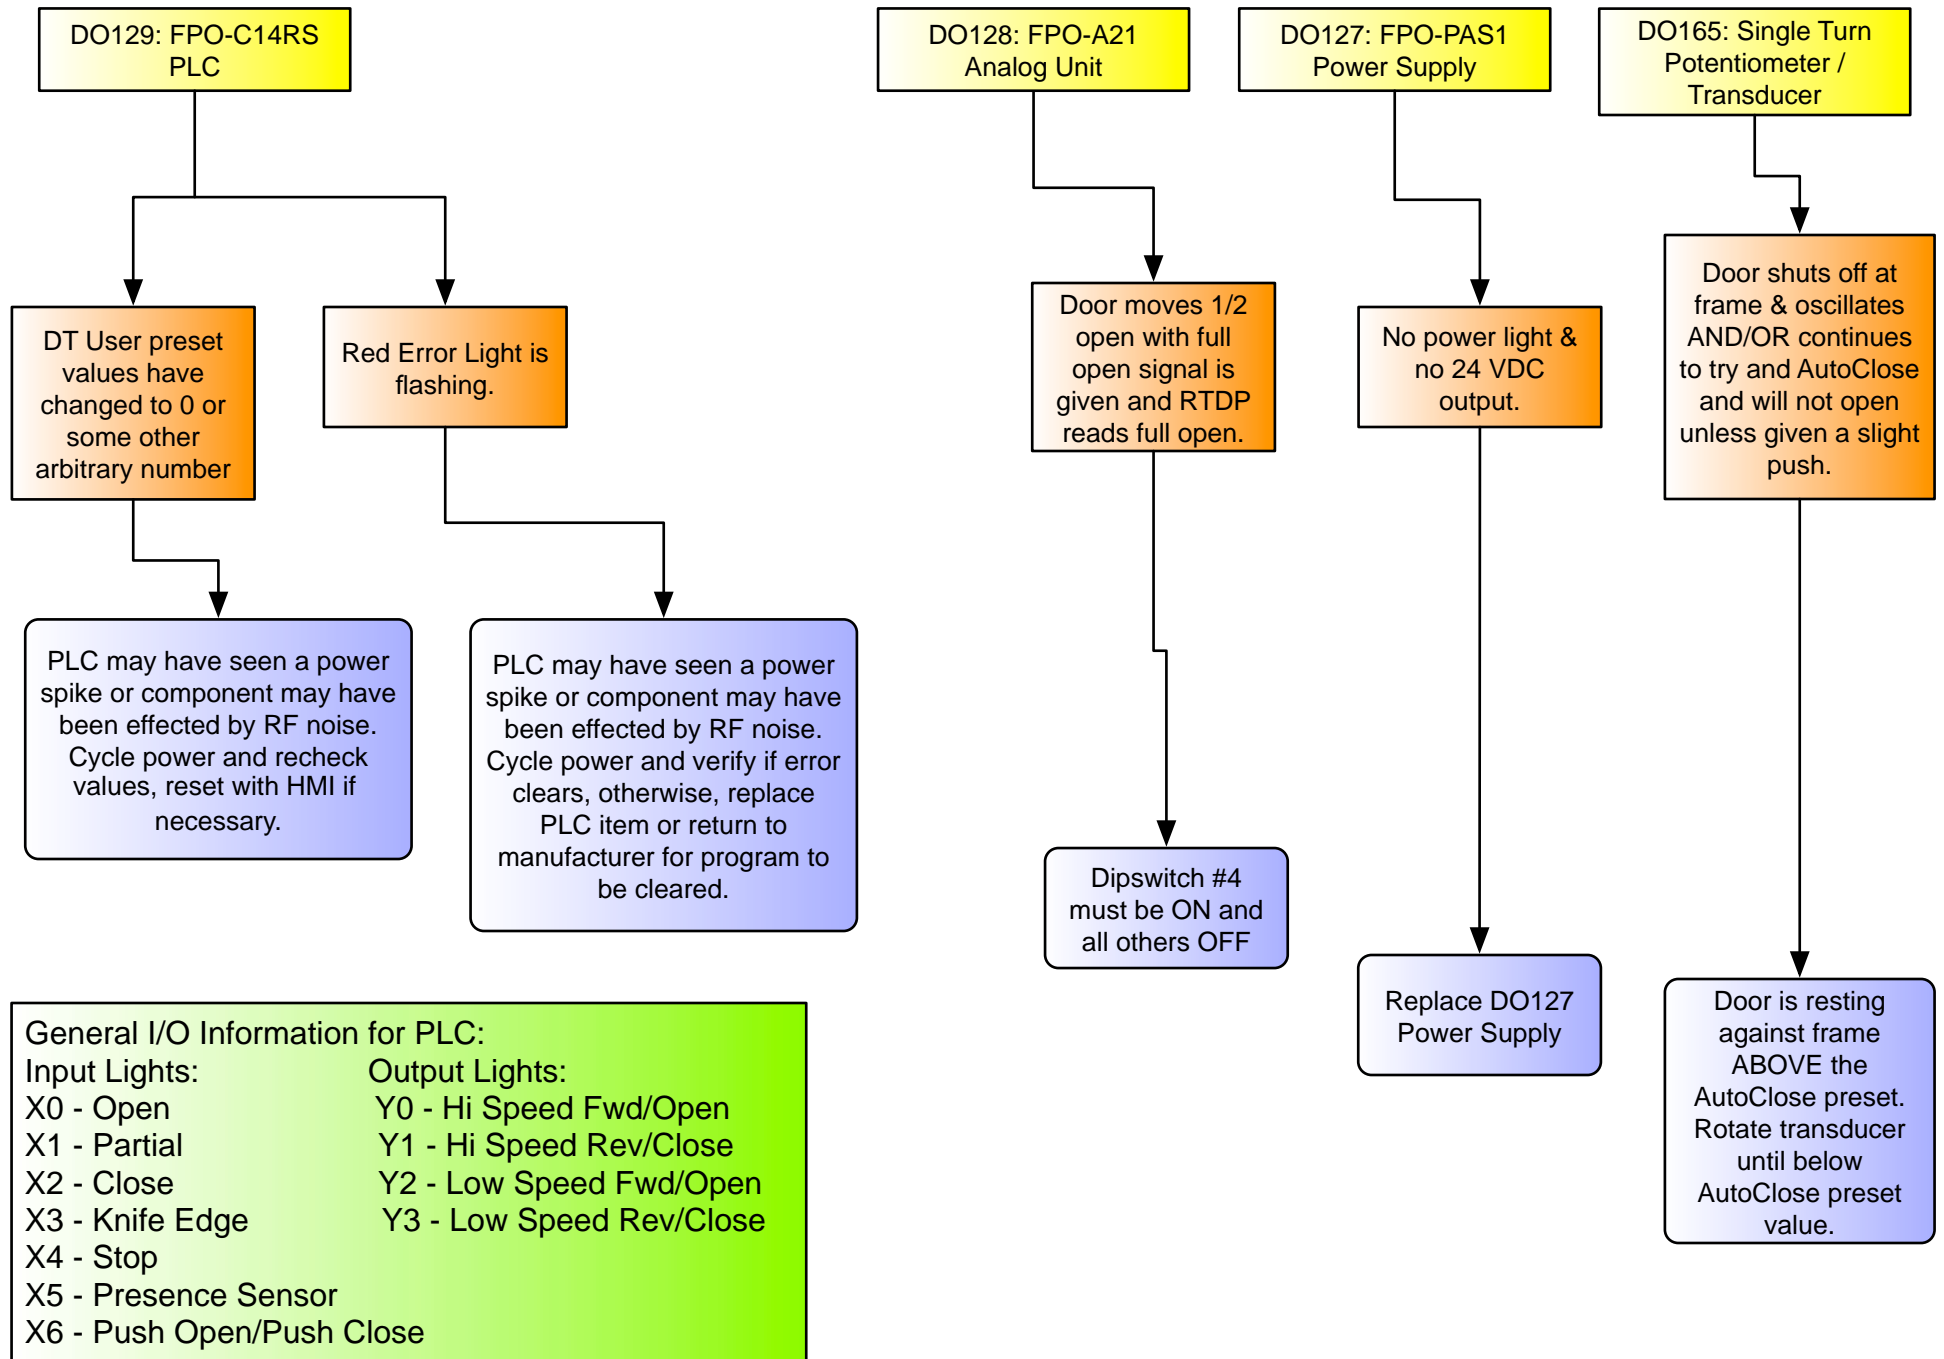 DO129: FPO-C14RS
PLC
DO128: FPO-A21
Analog Unit
DO127: FPO-PAS1
Power Supply
DO165: Single Turn
Potentiometer /
Transducer
DT User preset
values have
changed to 0 or
some other
arbitrary number
Red Error Light is
flashing.
Door moves 1/2
open with full
open signal is
given and RTDP
reads full open.
No power light &
no 24 VDC
output.
Door shuts off at
frame & oscillates
AND/OR continues
to try and AutoClose
and will not open
unless given a slight
push.
PLC may have seen a power
spike or component may have
been effected by RF noise.
Cycle power and recheck
values, reset with HMI if
necessary.
PLC may have seen a power
spike or component may have
been effected by RF noise.
Cycle power and verify if error
clears, otherwise, replace
PLC item or return to
manufacturer for program to
be cleared.
Dipswitch #4
must be ON and
all others OFF
Replace DO127
Power Supply
Door is resting
against frame
ABOVE the
AutoClose preset.
Rotate transducer
until below
AutoClose preset
value.
General I/O Information for PLC:
Input Lights: Output Lights:
X0 - Open Y0 - Hi Speed Fwd/Open
X1 - Partial Y1 - Hi Speed Rev/Close
X2 - Close Y2 - Low Speed Fwd/Open
X3 - Knife Edge Y3 - Low Speed Rev/Close
X4 - Stop
X5 - Presence Sensor
X6 - Push Open/Push Close